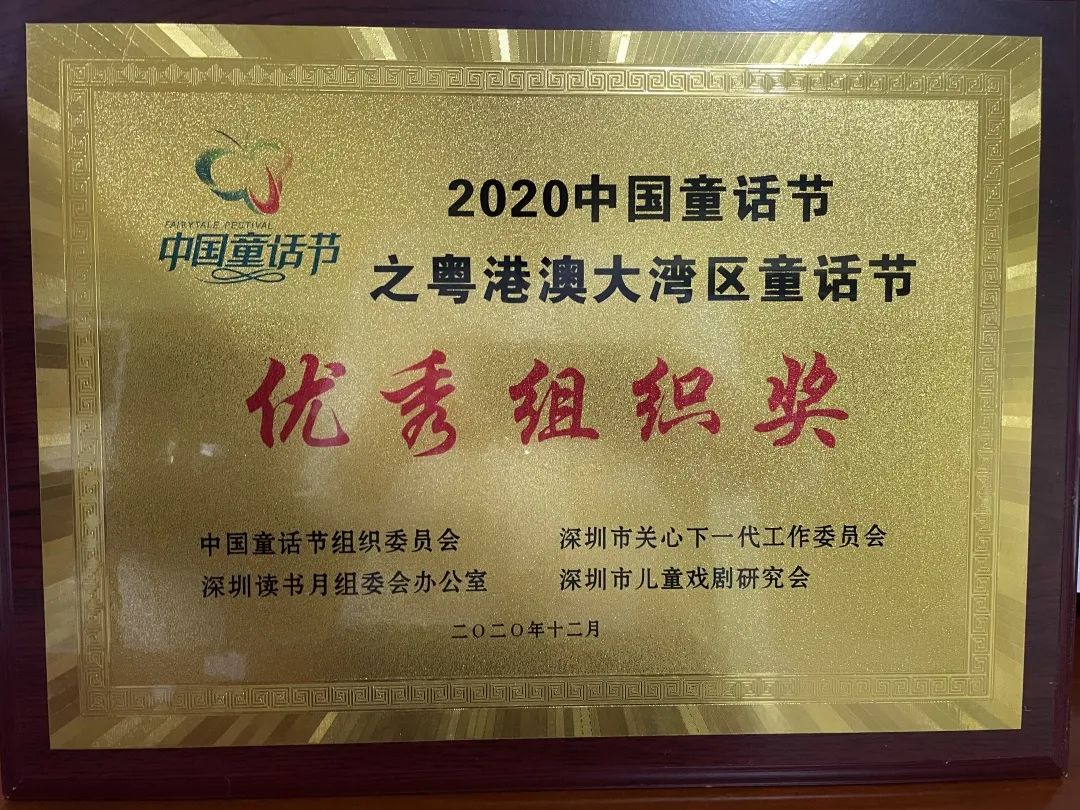 FAIRYTALE FECTIVAL
中国童话节
2020中国童话节
之粤港澳大湾区童话节
优秀组织奖
中国童话节组织委员会 深圳市关心下一代工作委员会
深圳读书月组委会办公室 深圳市儿童戏剧研究会
二〇二〇年十二月